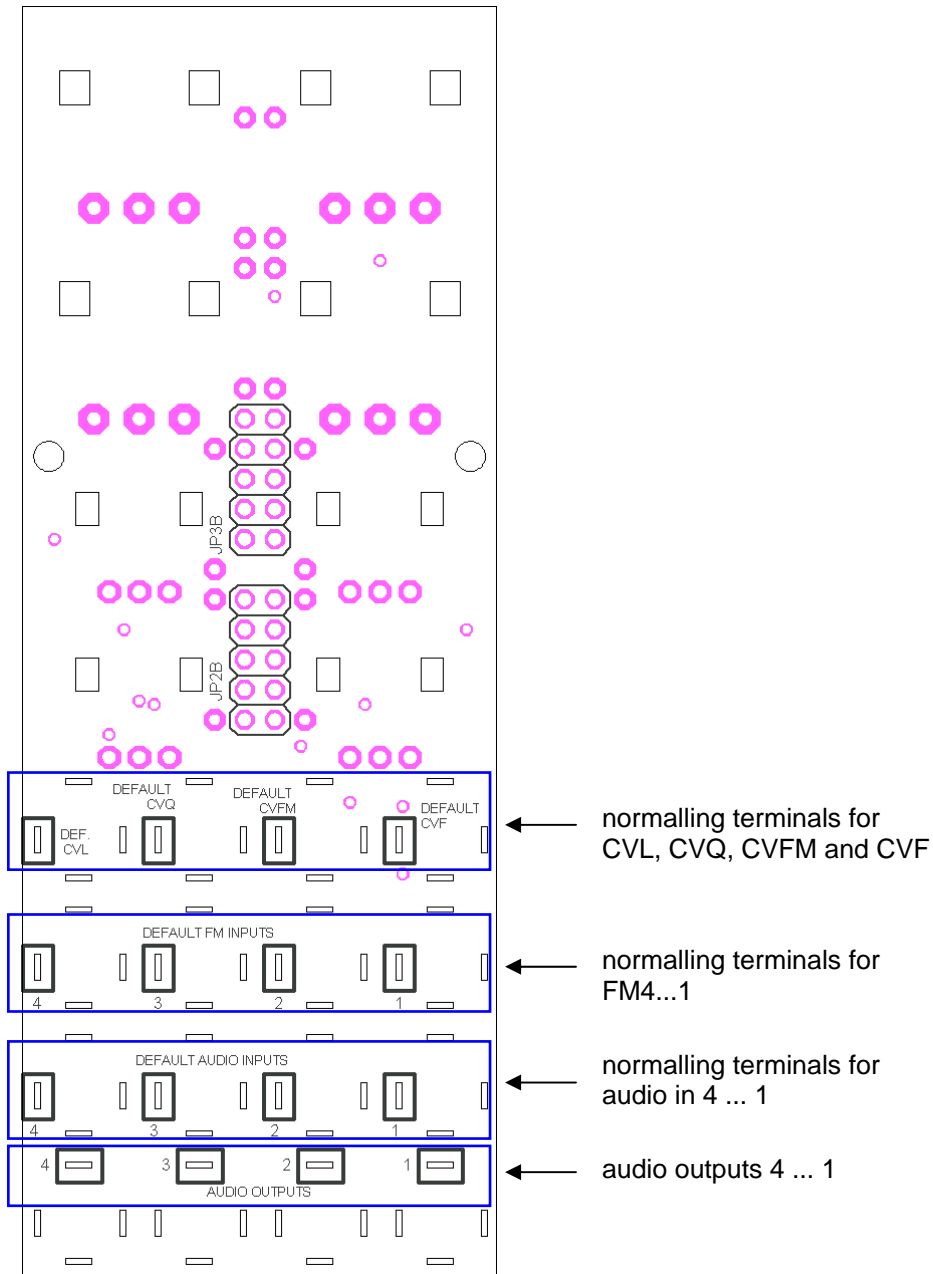 JP3B
JP2B
DEFAULT
CVQ
DEFAULT
CVFM
DEFAULT
CVF
DEF.
CVL
normalling terminals for
CVL, CVQ, CVFM and CVF
DEFAULT FM INPUTS
4 3 2 1
normalling terminals for
FM4...1
DEFAULT AUDIO INPUTS
4 3 2 1
normalling terminals for
audio in 4 ... 1
4 3 2 1
AUDIO OUTPUTS
audio outputs 4 ... 1